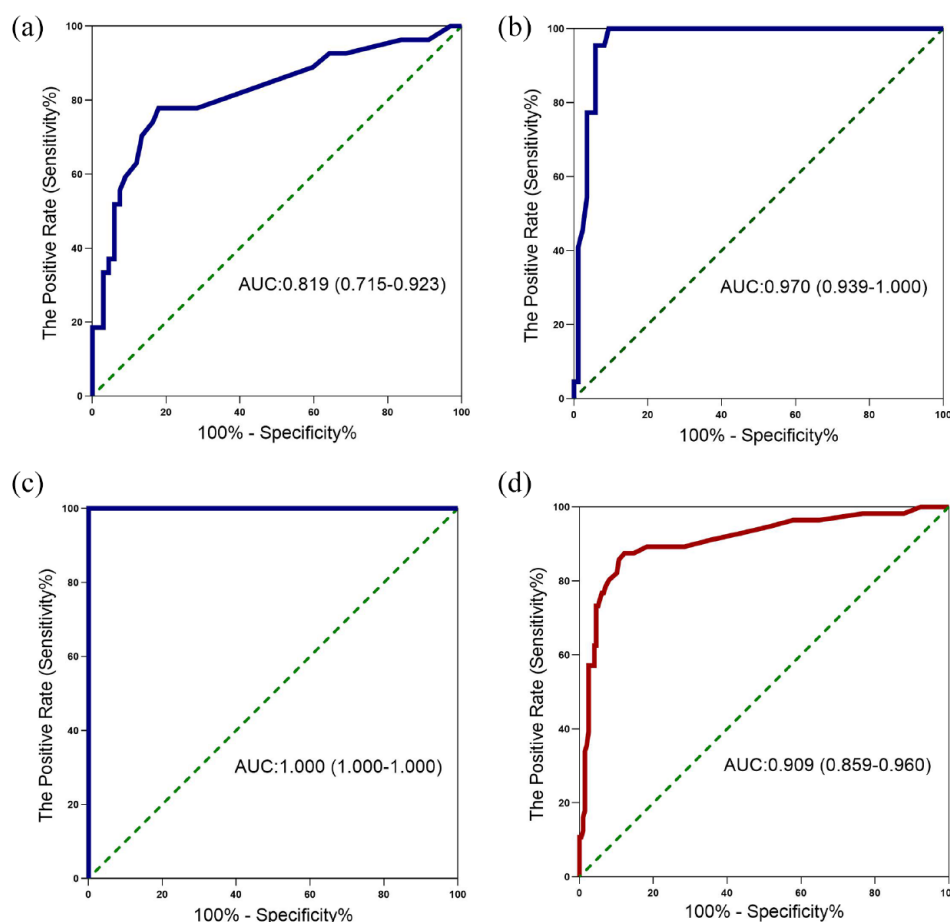 (a)
The Positive Rate (Sensitivity%)
100
80
60
40
20
0
AUC:0.819 (0.715-0.923)
0 20 40 60 80 100
100% - Specificity%
(b)
The Positive Rate (Sensitivity%)
100
80
60
40
20
0
AUC:0.970 (0.939-1.000)
0 20 40 60 80 100
100% - Specificity%
(c)
The Positive Rate (Sensitivity%)
100
80
60
40
20
0
AUC:1.000 (1.000-1.000)
0 20 40 60 80 100
100% - Specificity%
(d)
The Positive Rate (Sensitivity%)
100
80
60
40
20
0
AUC:0.909 (0.859-0.960)
0 20 40 60 80 100
100% - Specificity%